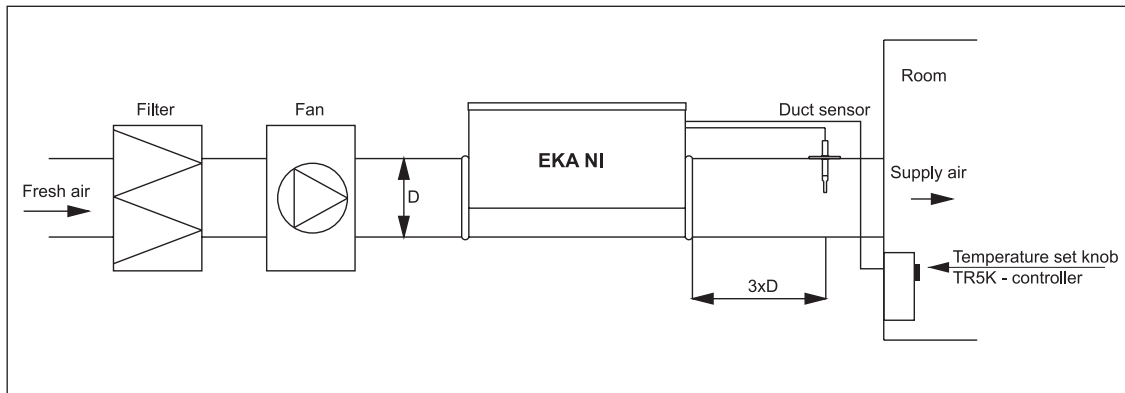 Room
Filter
Fan
Duct sensor
EKA NI
Fresh air
D
Supply air
Temperature set knob
TR5K - controller
3xD